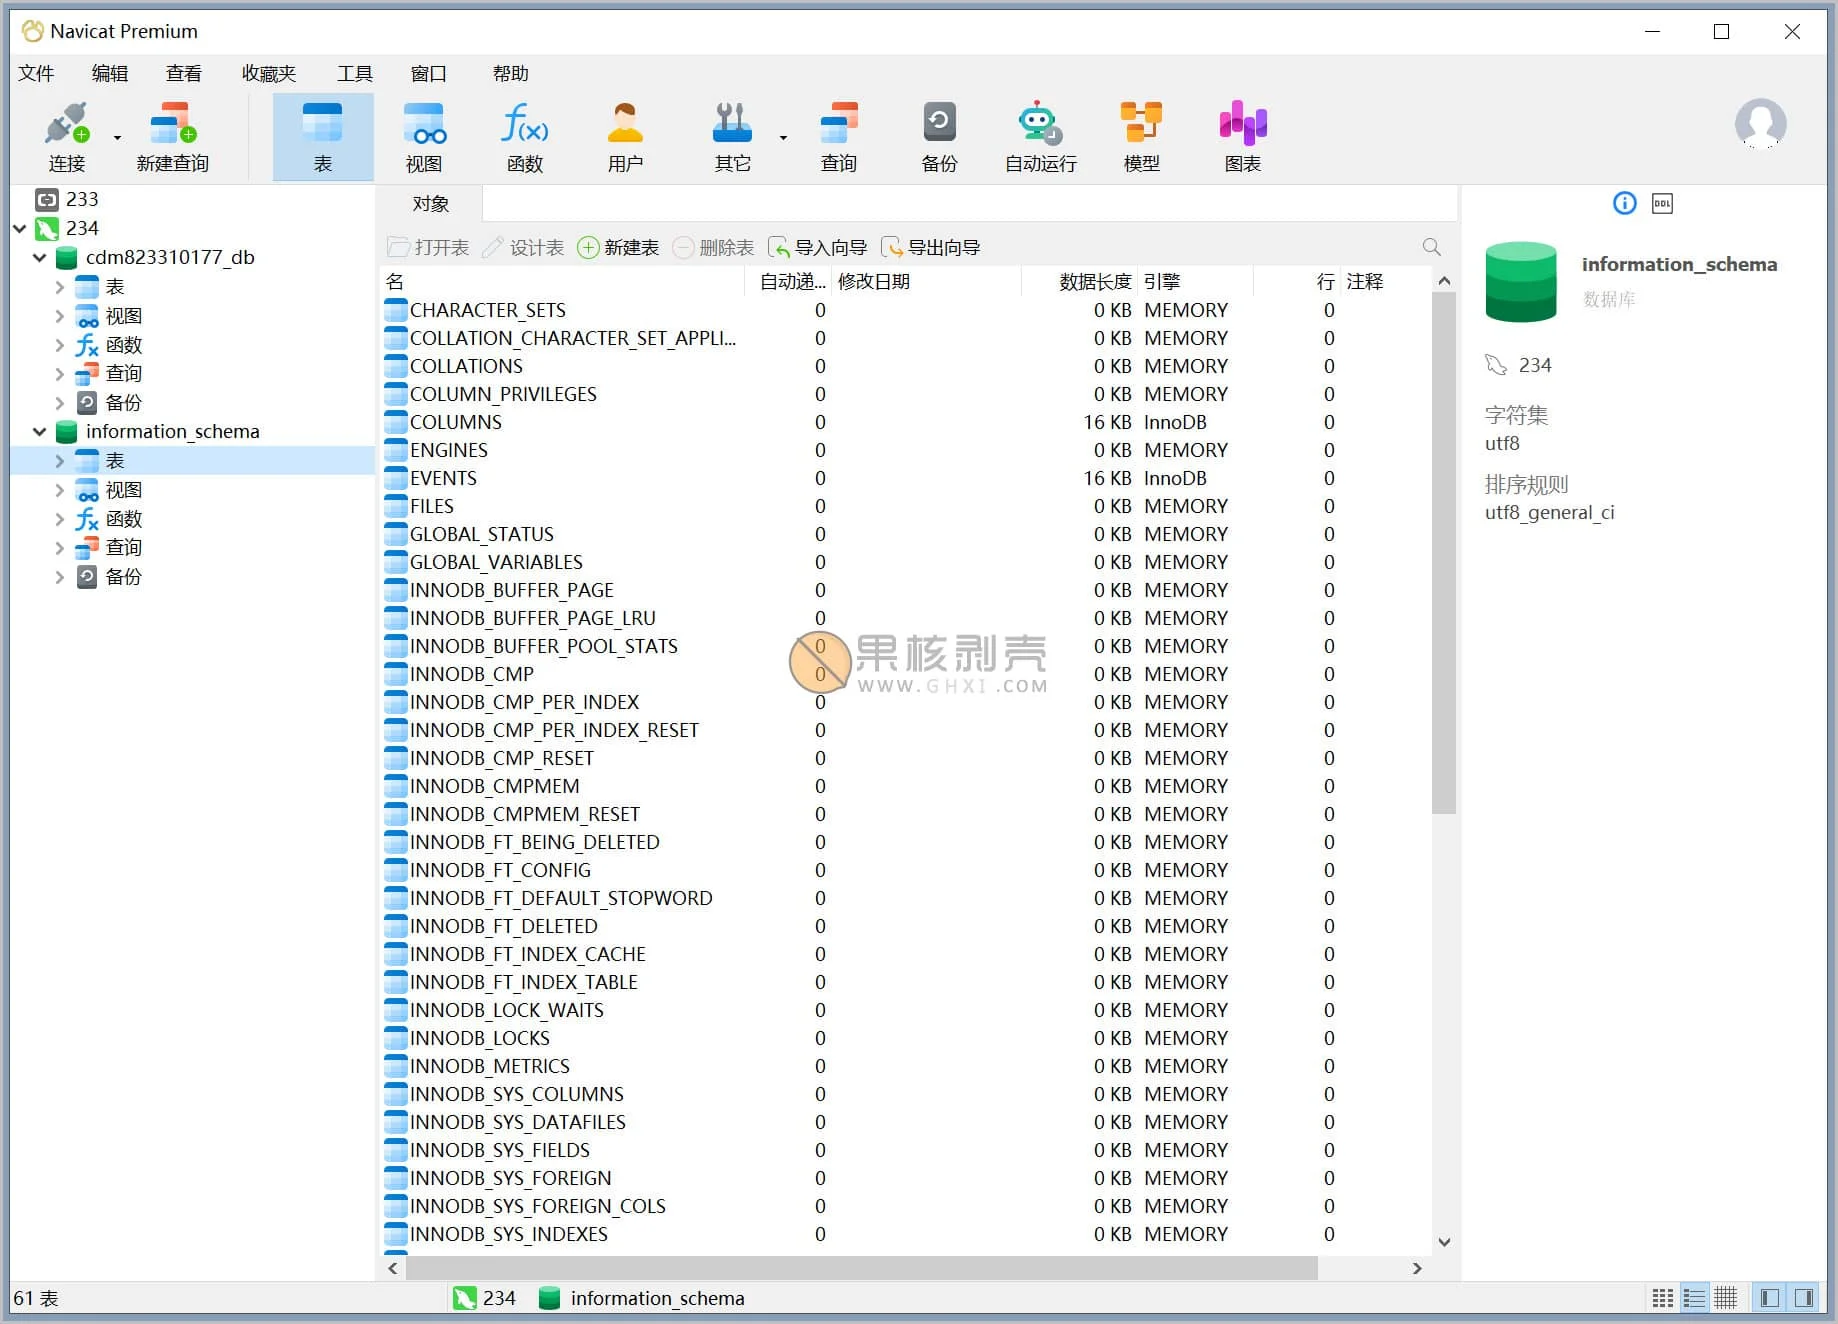 Navicat Premium
文件 编辑 查看 收藏夹 工具 窗口 帮助
连接 新建查询 表 视图 函数 用户 其它 查询 备份 自动运行 模型 图表
233
234
cdm823310177_db
表
视图
函数
查询
备份
information_schema
表
视图
函数
查询
备份
对象
打开表 设计表 新建表 删除表 导入向导 导出向导
名 自动递... 修改日期 数据长度 引擎 行 注释
CHARACTER_SETS 0 0 KB MEMORY 0
COLLATION_CHARACTER_SET_APPLI... 0 0 KB MEMORY 0
COLLATIONS 0 0 KB MEMORY 0
COLUMN_PRIVILEGES 0 0 KB MEMORY 0
COLUMNS 0 16 KB InnoDB 0
ENGINES 0 0 KB MEMORY 0
EVENTS 0 16 KB InnoDB 0
FILES 0 0 KB MEMORY 0
GLOBAL_STATUS 0 0 KB MEMORY 0
GLOBAL_VARIABLES 0 0 KB MEMORY 0
INNODB_BUFFER_PAGE 0 0 KB MEMORY 0
INNODB_BUFFER_PAGE_LRU 0 0 KB MEMORY 0
INNODB_BUFFER_POOL_STATS 0 0 KB MEMORY 0
INNODB_CMP 0 0 KB MEMORY 0
INNODB_CMP_PER_INDEX 0 0 KB MEMORY 0
INNODB_CMP_PER_INDEX_RESET 0 0 KB MEMORY 0
INNODB_CMP_RESET 0 0 KB MEMORY 0
INNODB_CMPMEM 0 0 KB MEMORY 0
INNODB_CMPMEM_RESET 0 0 KB MEMORY 0
INNODB_FT_BEING_DELETED 0 0 KB MEMORY 0
INNODB_FT_CONFIG 0 0 KB MEMORY 0
INNODB_FT_DEFAULT_STOPWORD 0 0 KB MEMORY 0
INNODB_FT_DELETED 0 0 KB MEMORY 0
INNODB_FT_INDEX_CACHE 0 0 KB MEMORY 0
INNODB_FT_INDEX_TABLE 0 0 KB MEMORY 0
INNODB_LOCK_WAITS 0 0 KB MEMORY 0
INNODB_LOCKS 0 0 KB MEMORY 0
INNODB_METRICS 0 0 KB MEMORY 0
INNODB_SYS_COLUMNS 0 0 KB MEMORY 0
INNODB_SYS_DATAFILES 0 0 KB MEMORY 0
INNODB_SYS_FIELDS 0 0 KB MEMORY 0
INNODB_SYS_FOREIGN 0 0 KB MEMORY 0
INNODB_SYS_FOREIGN_COLS 0 0 KB MEMORY 0
INNODB_SYS_INDEXES 0 0 KB MEMORY 0
果核剥壳
WWW.GHXI.COM
DDL
information_schema
数据库
234
字符集
utf8
排序规则
utf8_general_ci
61 表 234 information_schema